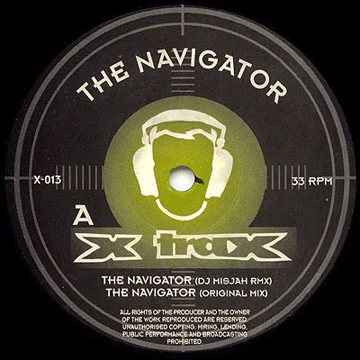 THE NAVIGATOR
X-013
33 RPM
A
X traX
THE NAVIGATOR (DJ MISJAH RMX)
THE NAVIGATOR (ORIGINAL MIX)
ALL RIGHTS OF THE PRODUCER AND THE OWNER
OF THE WORK REPRODUCED ARE RESERVED
UNAUTHORISED COPYING, HIRING, LENDING,
PUBLIC PERFORMANCE AND BROADCASTING
PROHIBITED